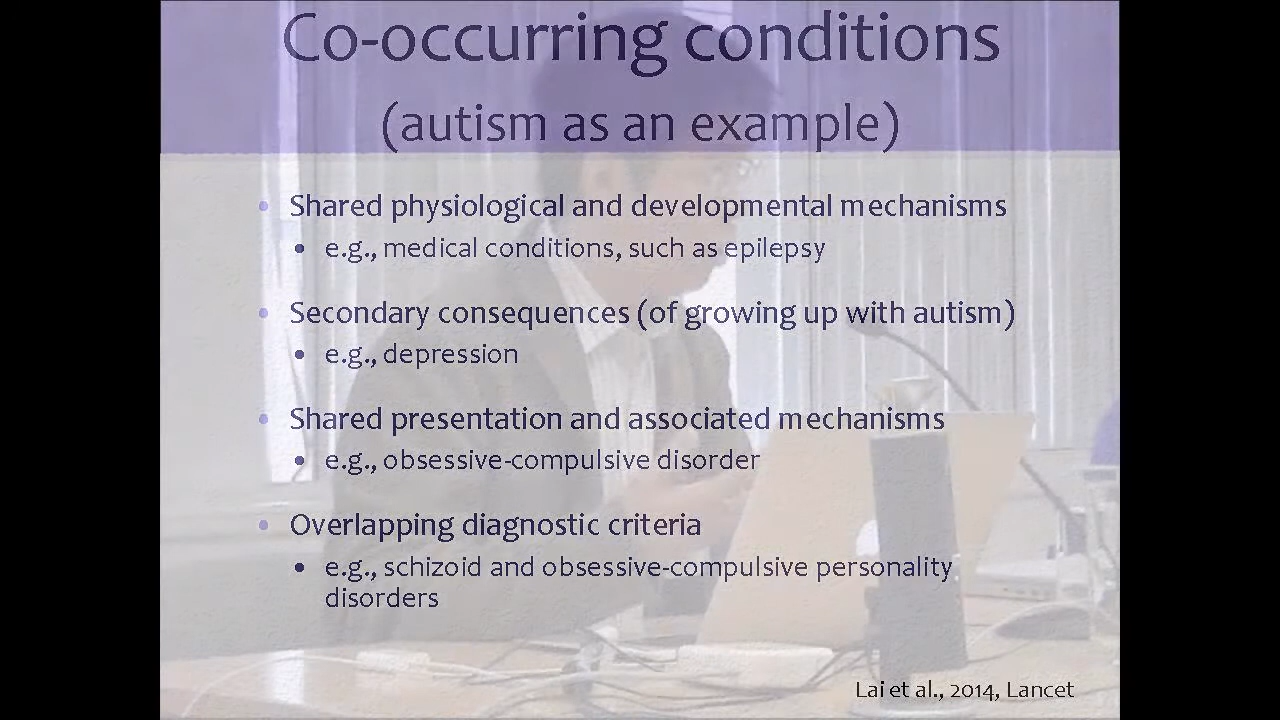 Co-occurring conditions
(autism as an example)
• Shared physiological and developmental mechanisms
• e.g., medical conditions, such as epilepsy
• Secondary consequences (of growing up with autism)
• e.g., depression
• Shared presentation and associated mechanisms
• e.g., obsessive-compulsive disorder
• Overlapping diagnostic criteria
• e.g., schizoid and obsessive-compulsive personality
disorders
Lai et al., 2014, Lancet